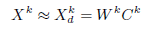 X^k ≈ X_d^k = W^k C^k